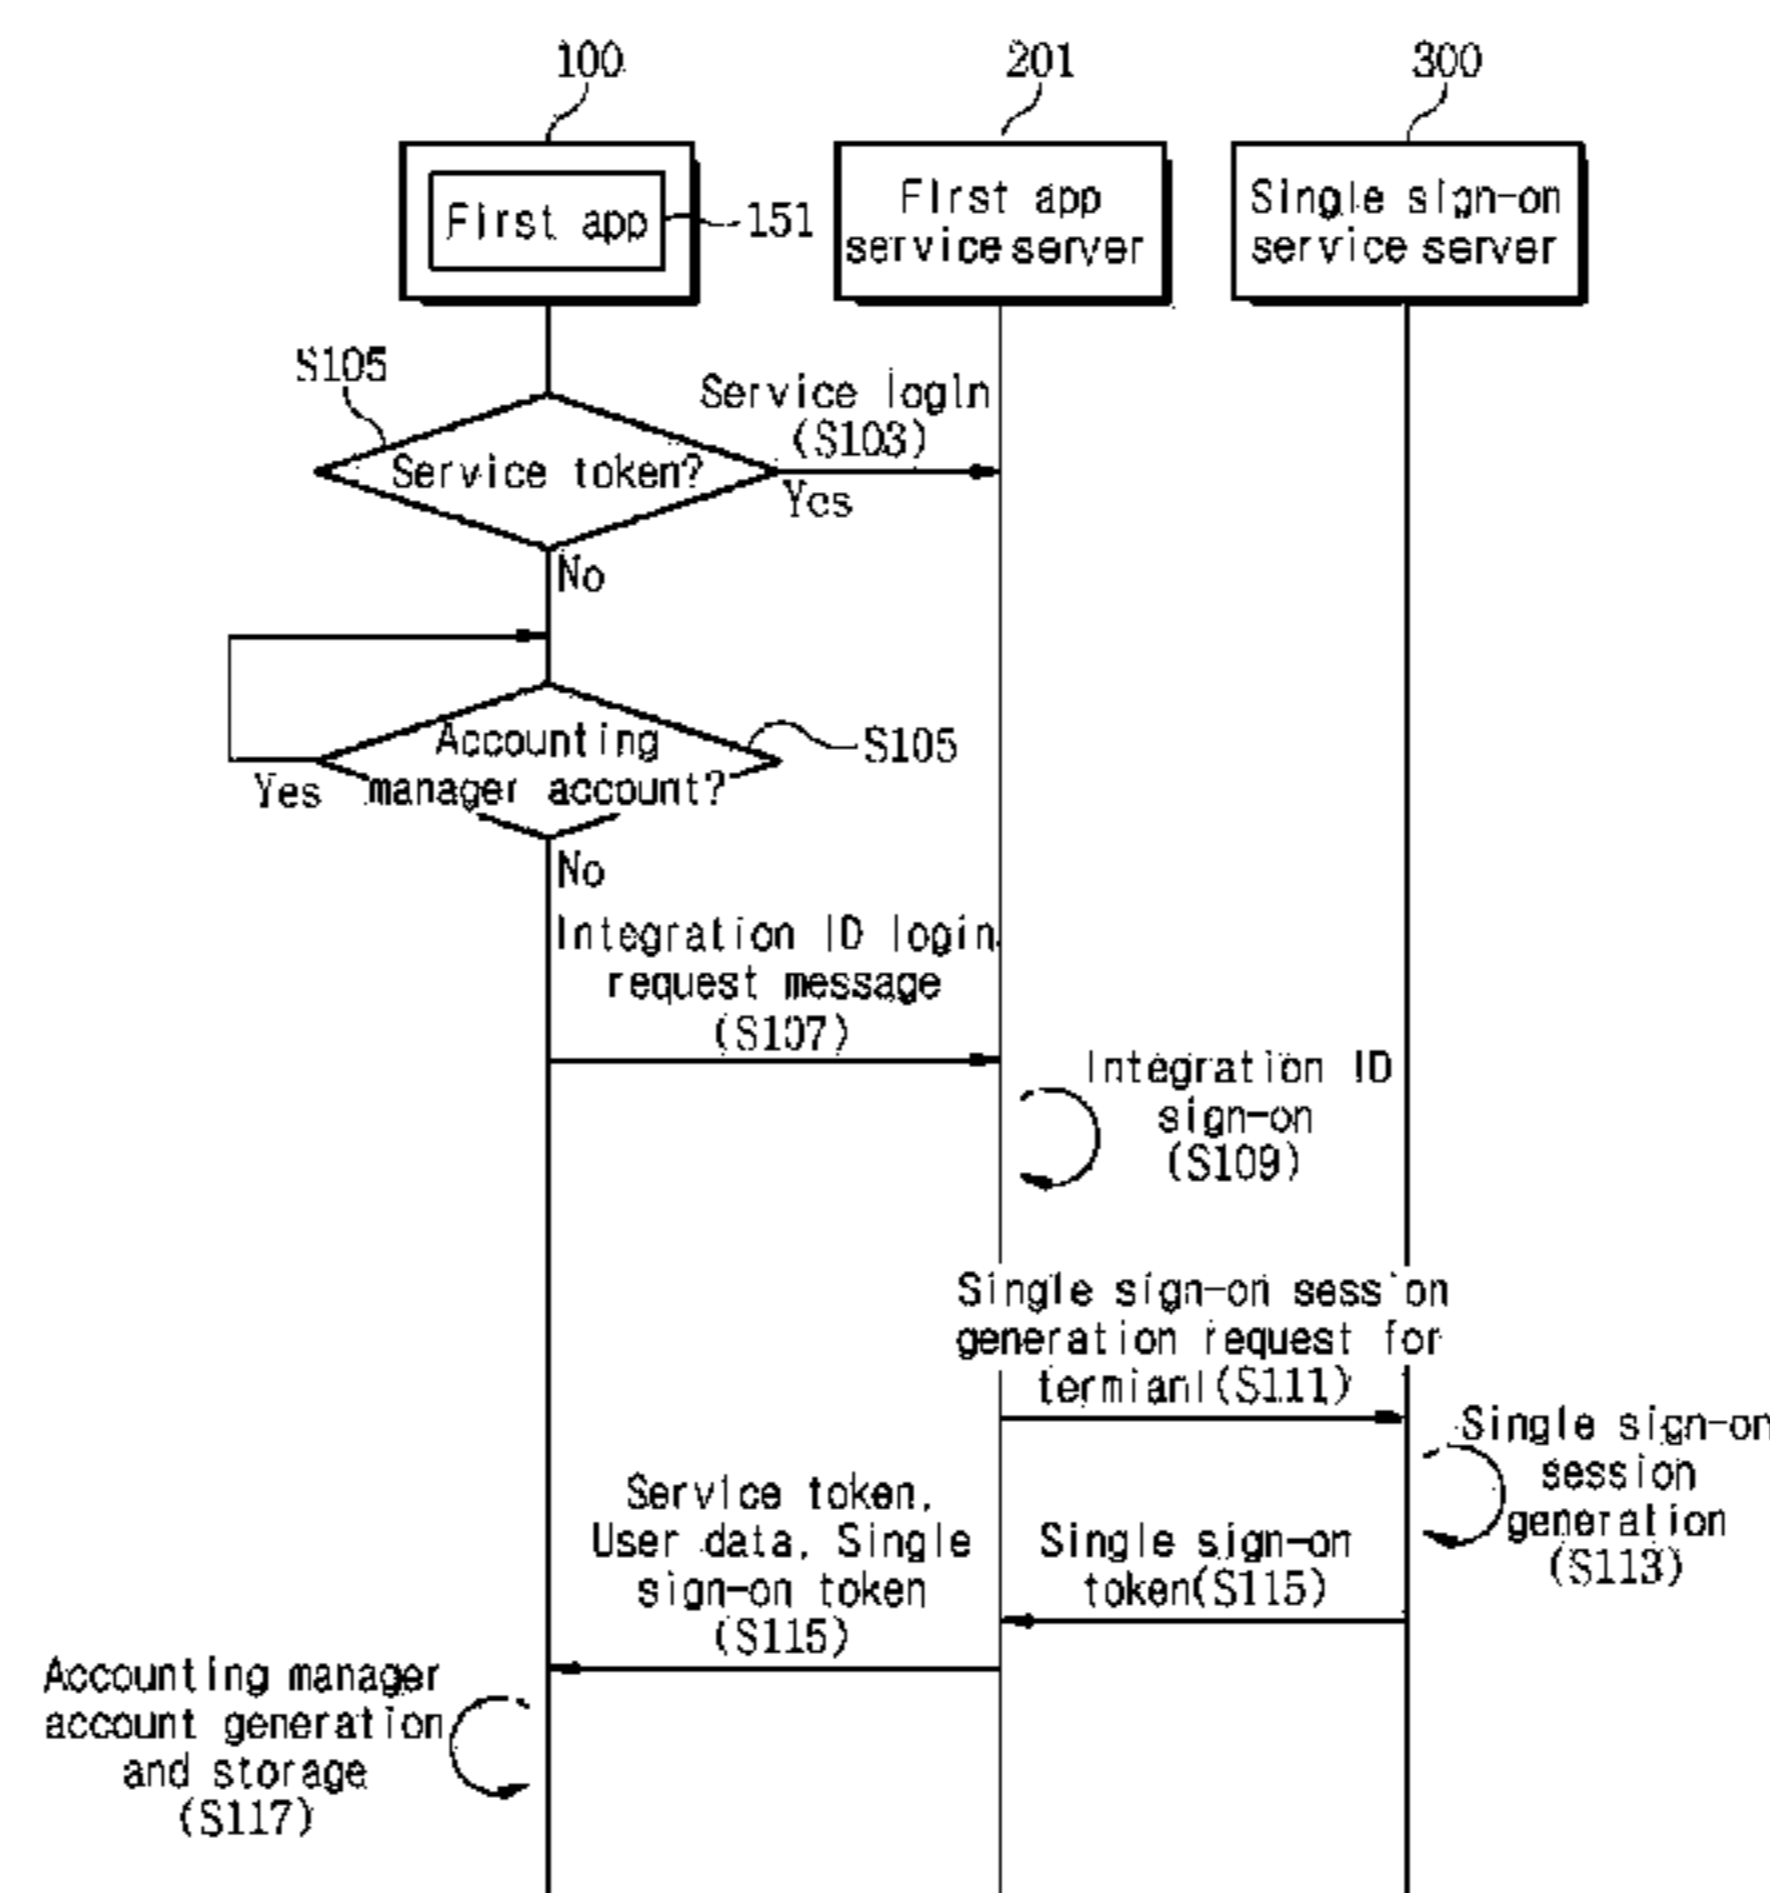 100
201
300
First app
151
First app
service server
Single sign-on
service server
S105
Service login
(S103)
Service token?
Yes
No
Accounting
manager account?
S105
Yes
No
Integration ID login
request message
(S107)
Integration ID
sign-on
(S109)
Single sign-on session
generation request for
termianl(S111)
Single sign-on
session
generation
(S113)
Service token,
User data, Single
sign-on token
(S115)
Single sign-on
token(S115)
Accounting manager
account generation
and storage
(S117)